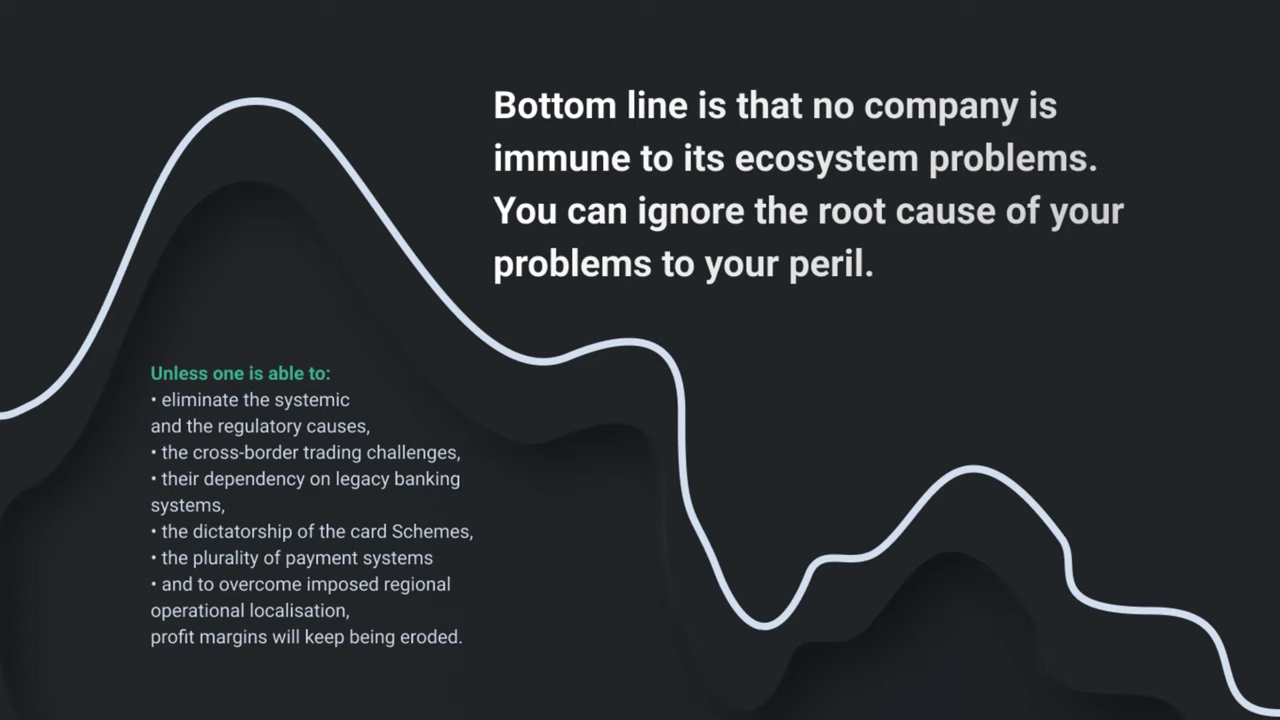 Bottom line is that no company is
immune to its ecosystem problems.
You can ignore the root cause of your
problems to your peril.
Unless one is able to:
• eliminate the systemic
and the regulatory causes,
• the cross-border trading challenges,
• their dependency on legacy banking
systems,
• the dictatorship of the card Schemes,
• the plurality of payment systems
• and to overcome imposed regional
operational localisation,
profit margins will keep being eroded.